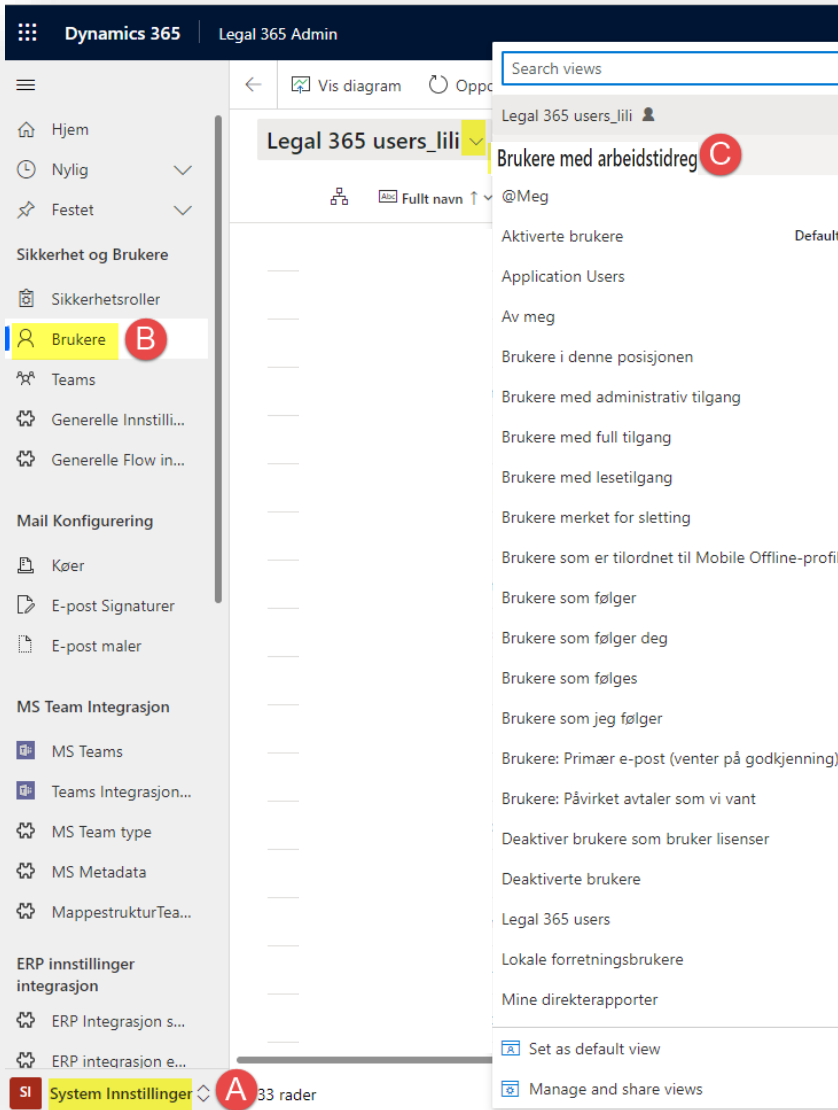 Dynamics 365
Legal 365 Admin
Vis diagram
Legal 365 users_lili
Abc Fullt navn
Hjem
Nylig
Festet
Sikkerhet og Brukere
Sikkerhetsroller
Brukere
B
Teams
Generelle Innstilli...
Generelle Flow in...
Mail Konfigurering
Køer
E-post Signaturer
E-post maler
MS Team Integrasjon
MS Teams
Teams Integrasjon...
MS Team type
MS Metadata
MappestrukturTea...
ERP innstillinger
integrasjon
ERP Integrasjon s...
ERP integrasjon e...
SI System Innstillinger
A
33 rader
Search views
Legal 365 users_lili
Brukere med arbeidstidreg
C
@Meg
Aktiverte brukere Default
Application Users
Av meg
Brukere i denne posisjonen
Brukere med administrativ tilgang
Brukere med full tilgang
Brukere med lesetilgang
Brukere merket for sletting
Brukere som er tilordnet til Mobile Offline-profil
Brukere som følger
Brukere som følger deg
Brukere som følges
Brukere som jeg følger
Brukere: Primær e-post (venter på godkjenning)
Brukere: Påvirket avtaler som vi vant
Deaktiver brukere som bruker lisenser
Deaktiverte brukere
Legal 365 users
Lokale forretningsbrukere
Mine direkterapporter
Set as default view
Manage and share views